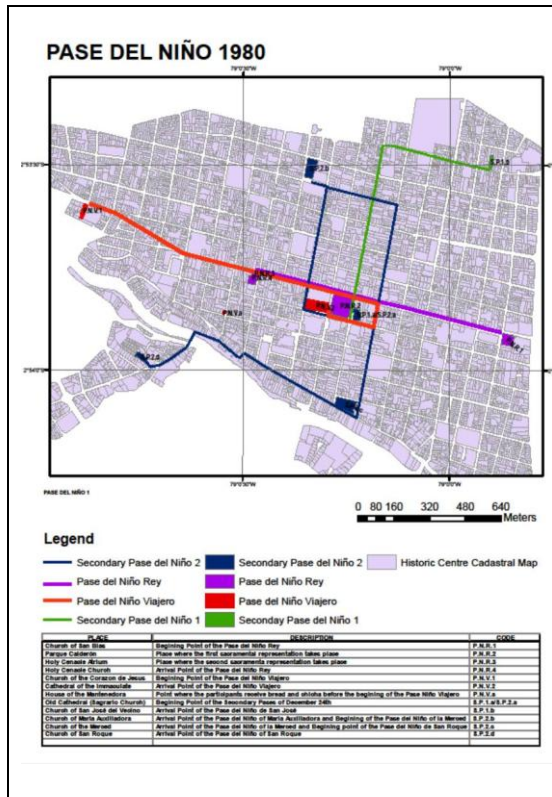 PASE DEL NIÑO 1980
79°0'30"W 79°0'0"W
P.N.V.1
P.N.V.a
PASE DEL NIÑO 1
0 80 160 320 480 640
Meters
Legend
Secondary Pase del Niño 2 Secondary Pase del Niño 2 Historic Centre Cadastral Map
Pase del Niño Rey Pase del Niño Rey
Pase del Niño Viajero Pase del Niño Viajero
Secondary Pase del Niño 1 Seconday Pase del Niño 1
PLACE DESCRIPTION CODE
Church of San Blas Begining Point of the Pase del Niño Rey P.N.R.1
Parque Calderón Place where the first sacramental representation takes place P.N.R.2
Holy Cenacle Atrium Place where the second sacramental representation takes place P.N.R.3
Holy Cenacle Church Arrival Point of the Pase del Niño Rey P.N.R.4
Church of the Corazon de Jesus Begining Point of the Pase del Niño Viajero P.N.V.1
Cathedral of the Immaculate Arrival Point of the Pase del Niño Viajero P.N.V.2
House of the Mantenedora Point where the participants receive bread and chicha before the begining of the Pase Niño Viajero P.N.V.a
Old Cathedral (Sagrario Church) Begining Point of the Secondary Pases of December 24th S.P.1.a/S.P.2.a
Church of San José del Vecino Arrival Point of the Pase del Niño de San José S.P.1.b
Church of Maria Auxiliadora Arrival Point of the Pase del Niño of Maria Auxiliadora and Begining of the Pase del Niño of la Merced S.P.2.b
Church of the Merced Arrival Point of the Pase del Niño of la Merced and Begining point of the Pase del Niño de San Roque S.P.2.c
Church of San Roque Arrival Point of the Pase del Niño of San Roque S.P.2.d